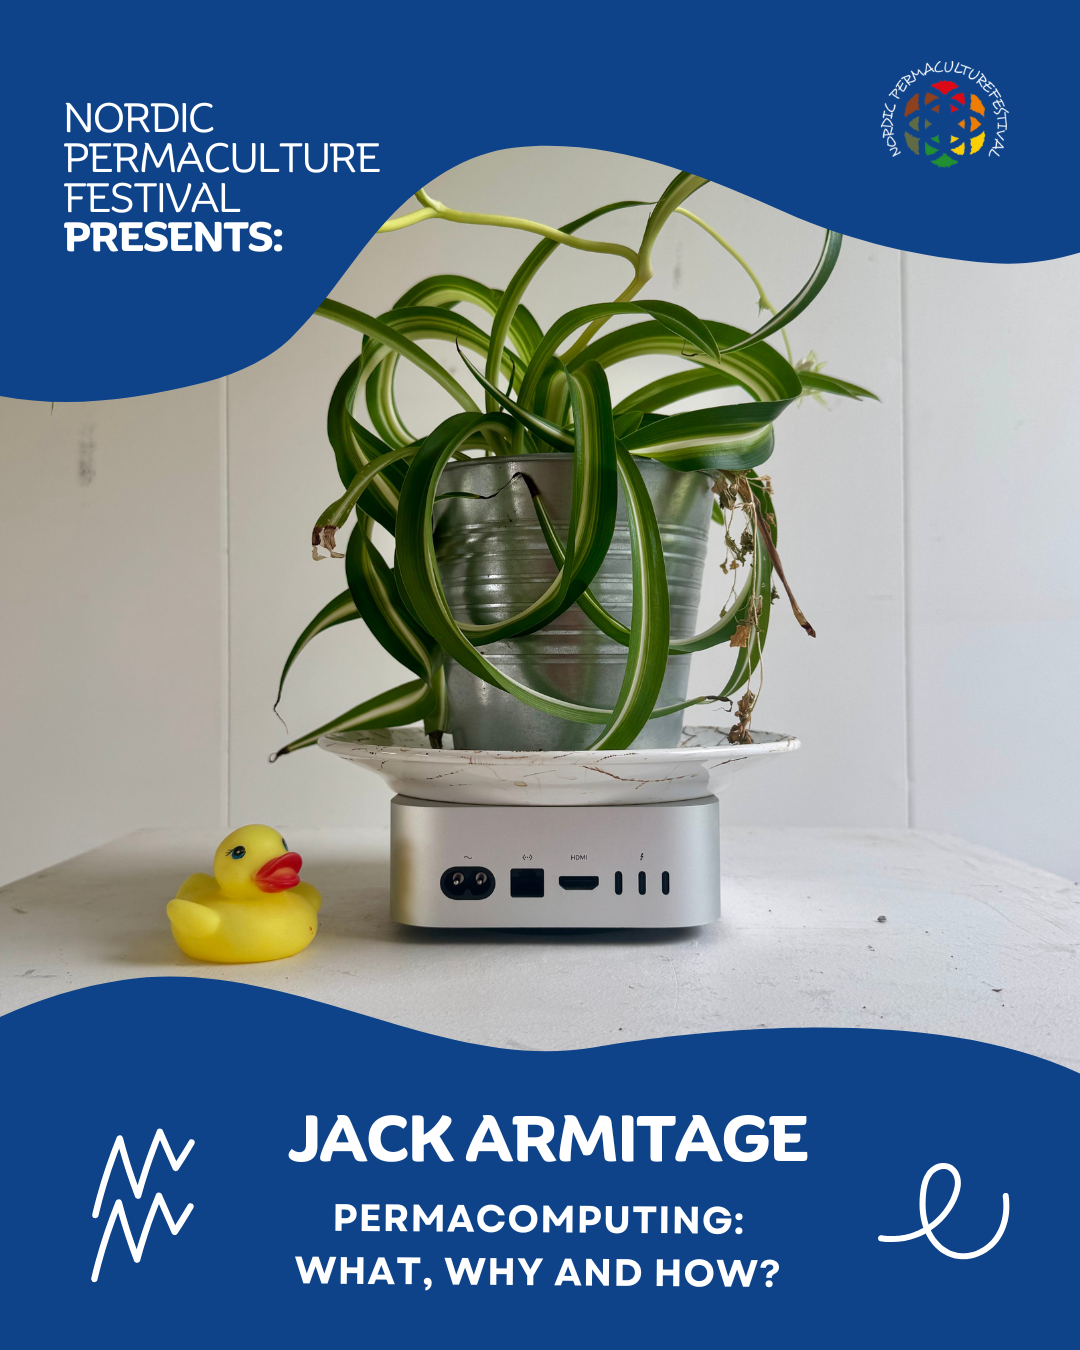 NORDIC
PERMACULTURE
FESTIVAL
PRESENTS:
NORDIC PERMACULTUREFESTIVAL
HDMI
JACK ARMITAGE
PERMACOMPUTING:
WHAT, WHY AND HOW?